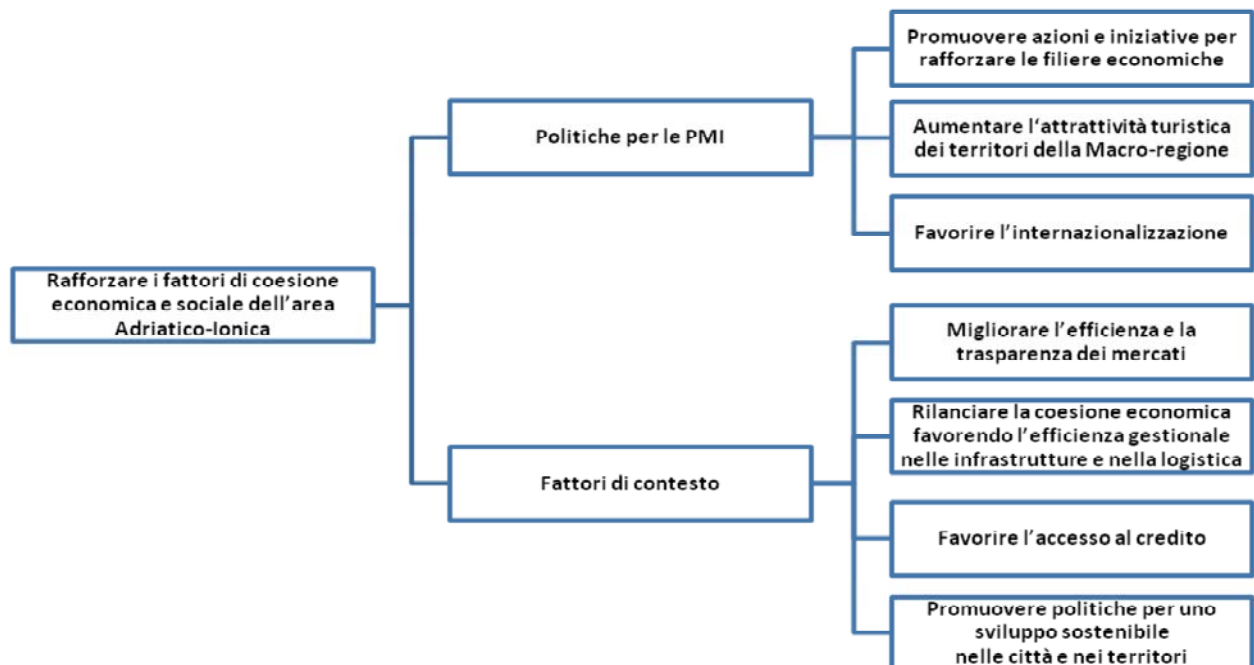 Promuovere azioni e iniziative per
rafforzare le filiere economiche
Politiche per le PMI
Aumentare l'attrattività turistica
dei territori della Macro-regione
Favorire l'internazionalizzazione
Rafforzare i fattori di coesione
economica e sociale dell'area
Adriatico-Ionica
Migliorare l'efficienza e la
trasparenza dei mercati
Rilanciare la coesione economica
favorendo l'efficienza gestionale
nelle infrastrutture e nella logistica
Fattori di contesto
Favorire l'accesso al credito
Promuovere politiche per uno
sviluppo sostenibile
nelle città e nei territori